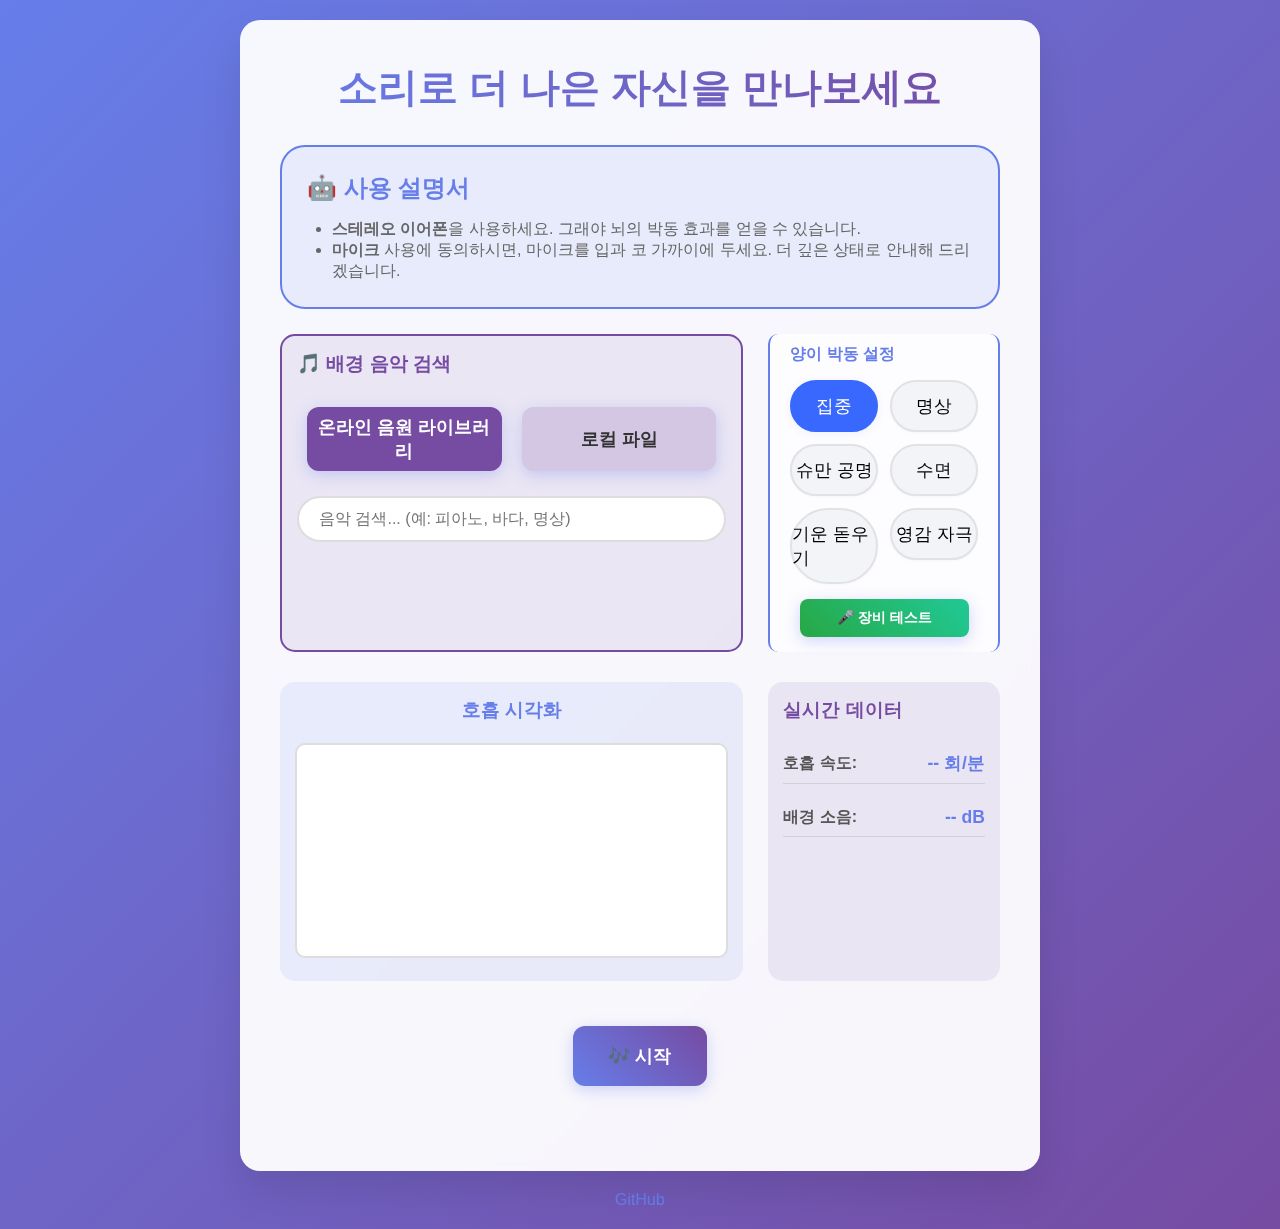 소리로 더 나은 자신을 만나보세요
🤖 사용 설명서
스테레오 이어폰을 사용하세요. 그래야 뇌의 박동 효과를 얻을 수 있습니다.
마이크 사용에 동의하시면, 마이크를 입과 코 가까이에 두세요. 더 깊은 상태로 안내해 드리
겠습니다.
🎵 배경 음악 검색
온라인 음원 라이브러
리
로컬 파일
음악 검색... (예: 피아노, 바다, 명상)
양이 박동 설정
집중
명상
슈만 공명
수면
기운 돋우
기
영감 자극
🎤 장비 테스트
호흡 시각화
실시간 데이터
호흡 속도: -- 회/분
배경 소음: -- dB
🎶 시작
GitHub